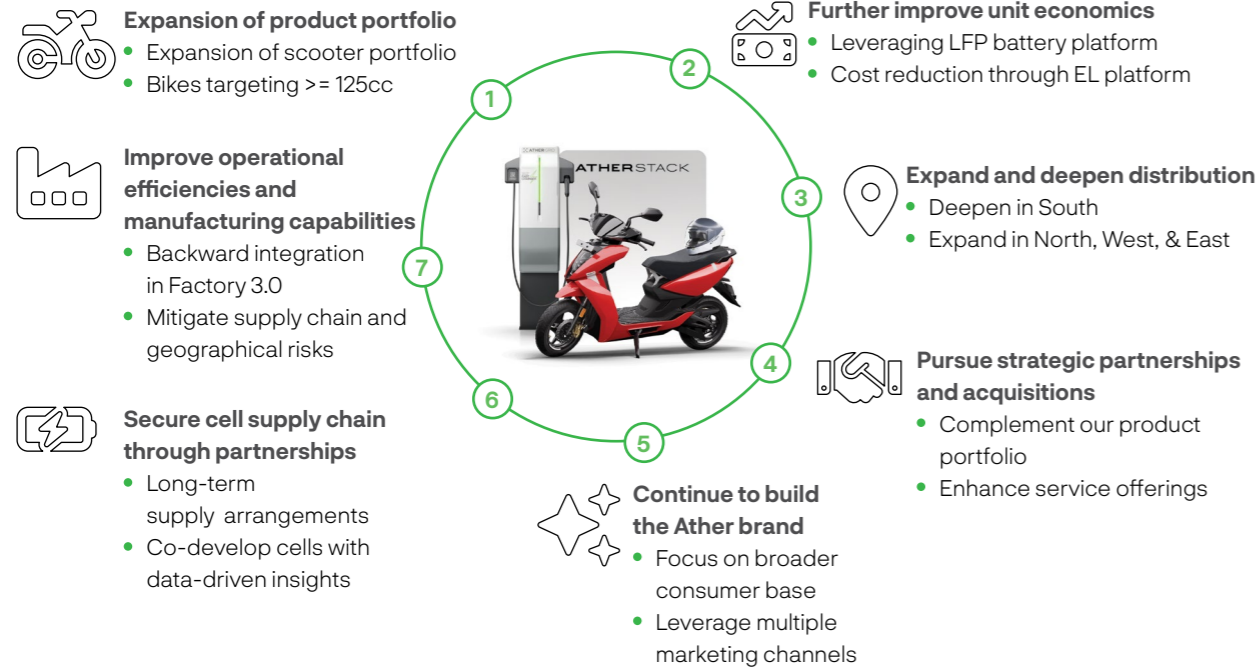 Expansion of product portfolio
• Expansion of scooter portfolio
• Bikes targeting >= 125cc
Further improve unit economics
• Leveraging LFP battery platform
• Cost reduction through EL platform
Expand and deepen distribution
• Deepen in South
• Expand in North, West, & East
Pursue strategic partnerships
and acquisitions
• Complement our product
portfolio
• Enhance service offerings
Continue to build
the Ather brand
• Focus on broader
consumer base
• Leverage multiple
marketing channels
Secure cell supply chain
through partnerships
• Long-term
supply arrangements
• Co-develop cells with
data-driven insights
Improve operational
efficiencies and
manufacturing capabilities
• Backward integration
in Factory 3.0
• Mitigate supply chain and
geographical risks
1
2
3
4
5
6
7
ATHERSTACK
ATHER